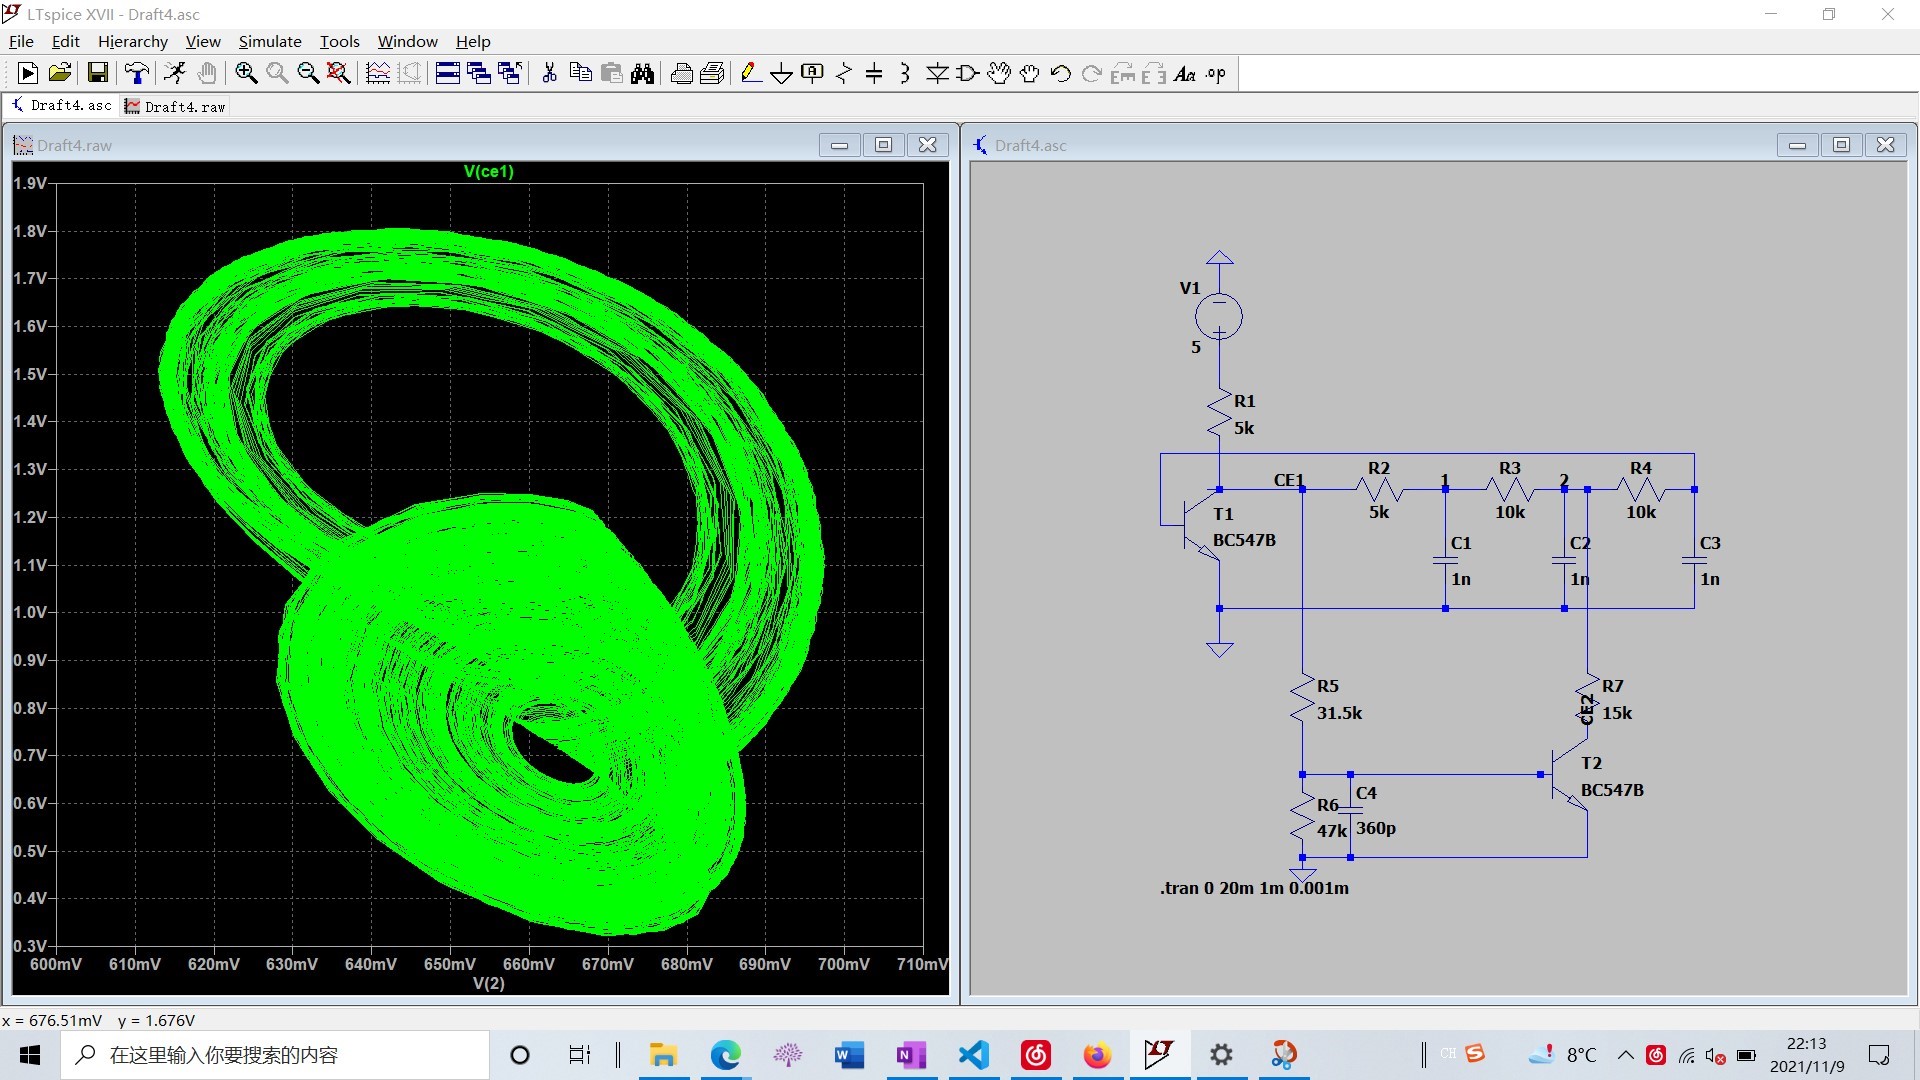 LTspice XVII - Draft4.asc
File Edit Hierarchy View Simulate Tools Window Help
Draft4.asc Draft4.raw
Draft4.raw
V(ce1)
1.9V
1.8V
1.7V
1.6V
1.5V
1.4V
1.3V
1.2V
1.1V
1.0V
0.9V
0.8V
0.7V
0.6V
0.5V
0.4V
0.3V
600mV 610mV 620mV 630mV 640mV 650mV 660mV 670mV 680mV 690mV 700mV 710mV
V(2)
Draft4.asc
V1
5
R1
5k
CE1
R2
5k
1
R3
10k
2
R4
10k
T1
BC547B
C1
1n
C2
1n
C3
1n
R5
31.5k
R7
15k
CE2
T2
BC547B
R6
47k
C4
360p
.tran 0 20m 1m 0.001m
x = 676.51mV y = 1.676V
在这里输入你要搜索的内容
CH
8°C
22:13
2021/11/9